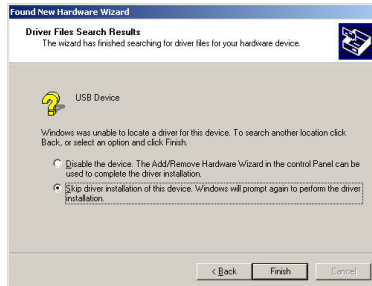 Found New Hardware Wizard
Driver Files Search Results
The wizard has finished searching for driver files for your hardware device.
USB Device
Windows was unable to locate a driver for this device. To search another location click
Back, or select an option and click Finish.
Disable the device. The Add/Remove Hardware Wizard in the control Panel can be
used to complete the driver installation.
Skip driver installation of this device. Windows will prompt again to perform the driver
installation.
< Back
Finish
Cancel